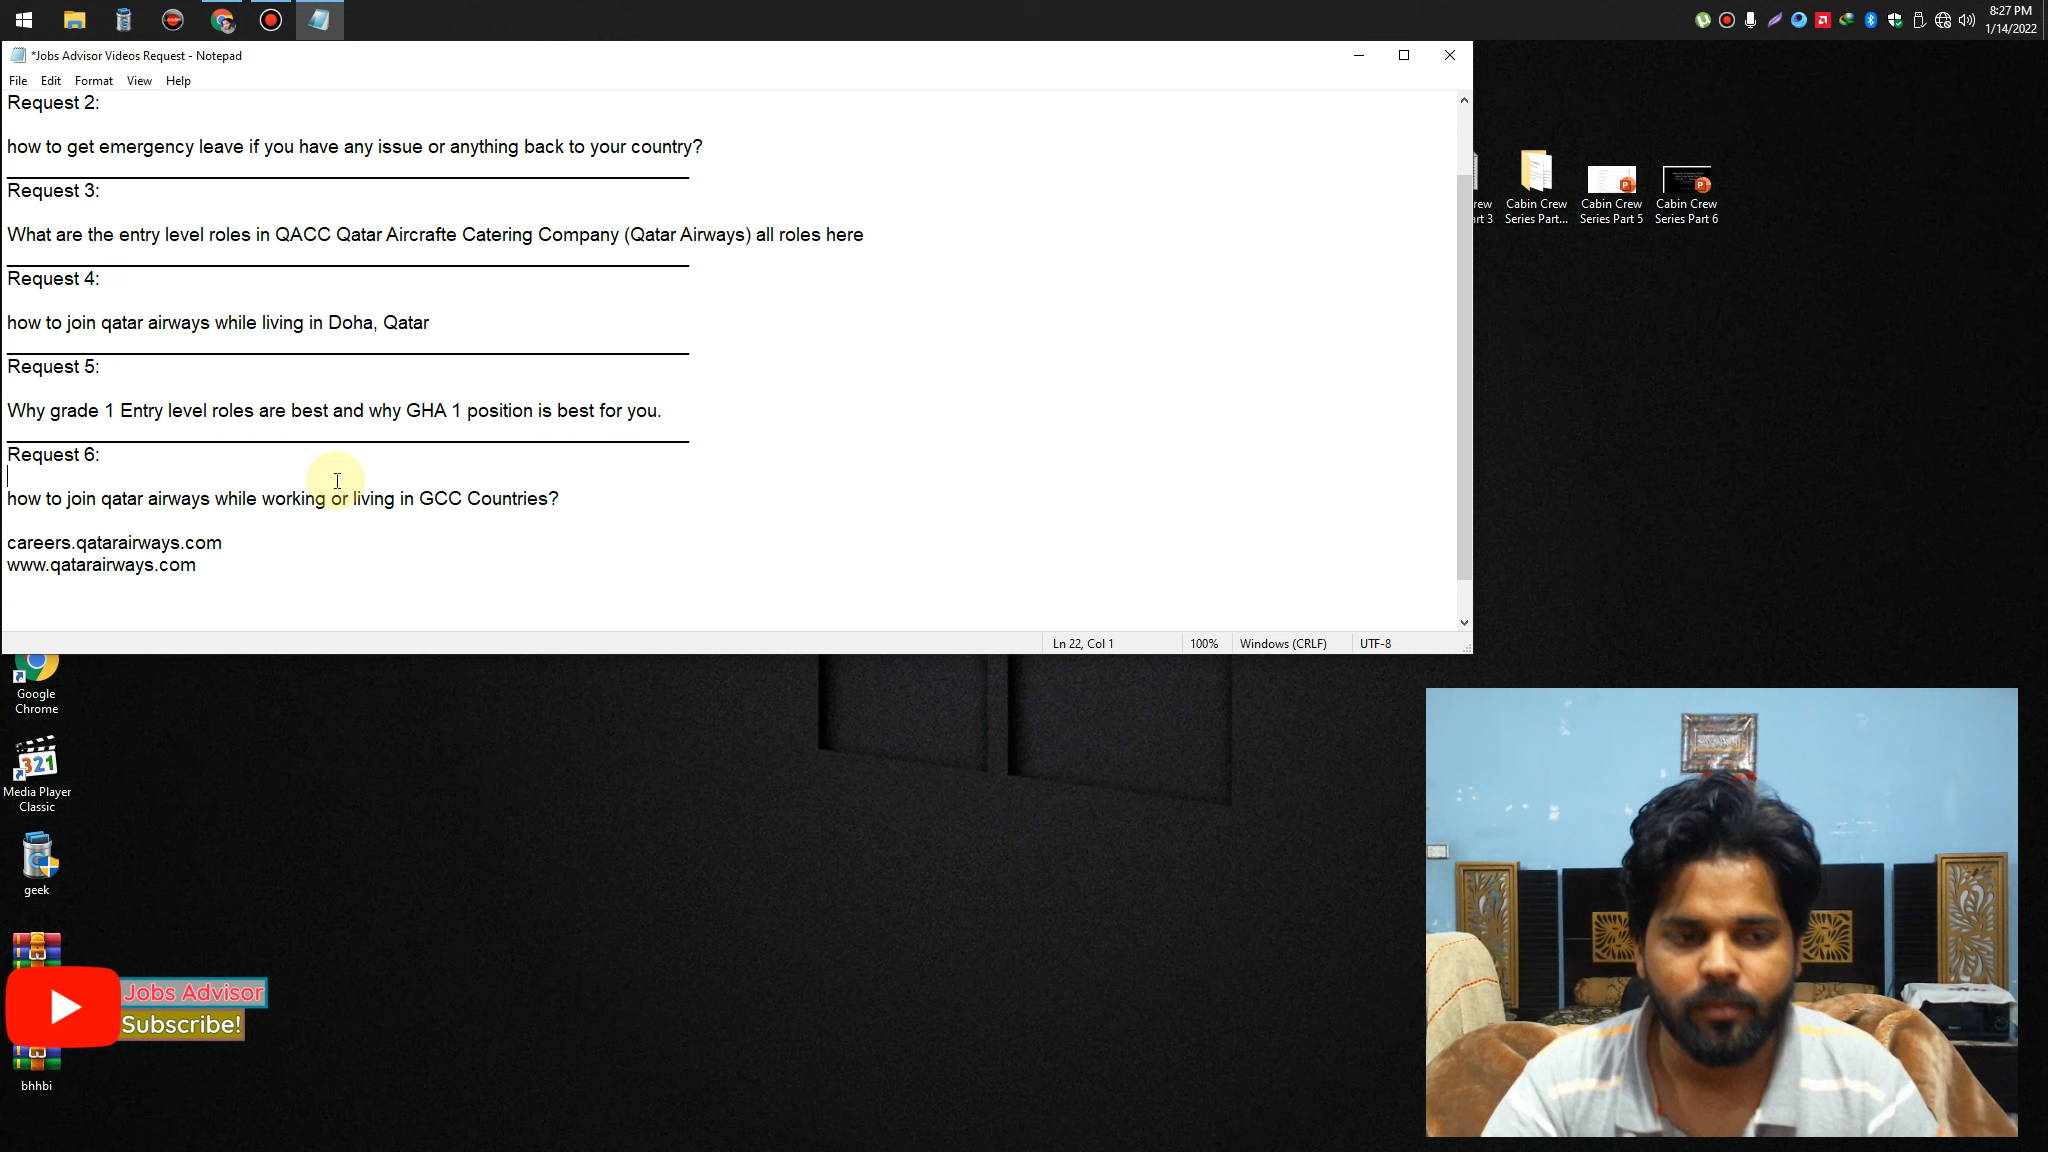 8:27 PM
1/14/2022
*Jobs Advisor Videos Request - Notepad
File Edit Format View Help
Request 2:
how to get emergency leave if you have any issue or anything back to your country?
Request 3:
What are the entry level roles in QACC Qatar Aircrafte Catering Company (Qatar Airways) all roles here
Request 4:
how to join qatar airways while living in Doha, Qatar
Request 5:
Why grade 1 Entry level roles are best and why GHA 1 position is best for you.
Request 6:
how to join qatar airways while working or living in GCC Countries?
careers.qatarairways.com
www.qatarairways.com
Ln 22, Col 1 100% Windows (CRLF) UTF-8
rew
art 3
Cabin Crew
Series Part...
Cabin Crew
Series Part 5
Cabin Crew
Series Part 6
Google
Chrome
321
Media Player
Classic
geek
Jobs Advisor
Subscribe!
bhhbi